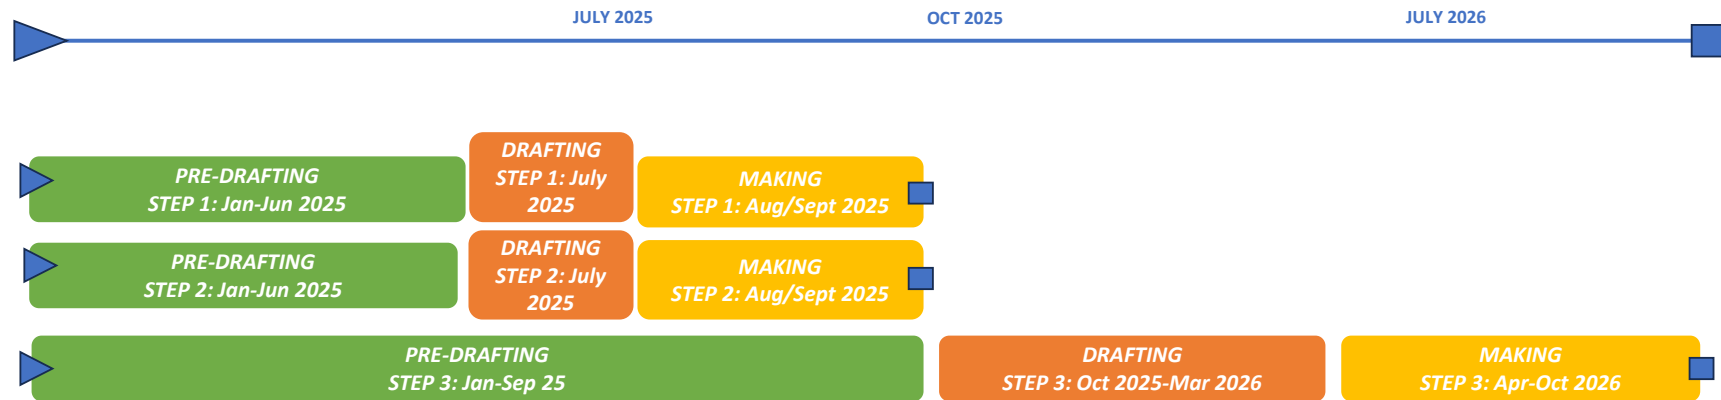 JULY 2025
OCT 2025
JULY 2026
PRE-DRAFTING
STEP 1: Jan-Jun 2025
DRAFTING
STEP 1: July
2025
MAKING
STEP 1: Aug/Sept 2025
PRE-DRAFTING
STEP 2: Jan-Jun 2025
DRAFTING
STEP 2: July
2025
MAKING
STEP 2: Aug/Sept 2025
PRE-DRAFTING
STEP 3: Jan-Sep 25
DRAFTING
STEP 3: Oct 2025-Mar 2026
MAKING
STEP 3: Apr-Oct 2026